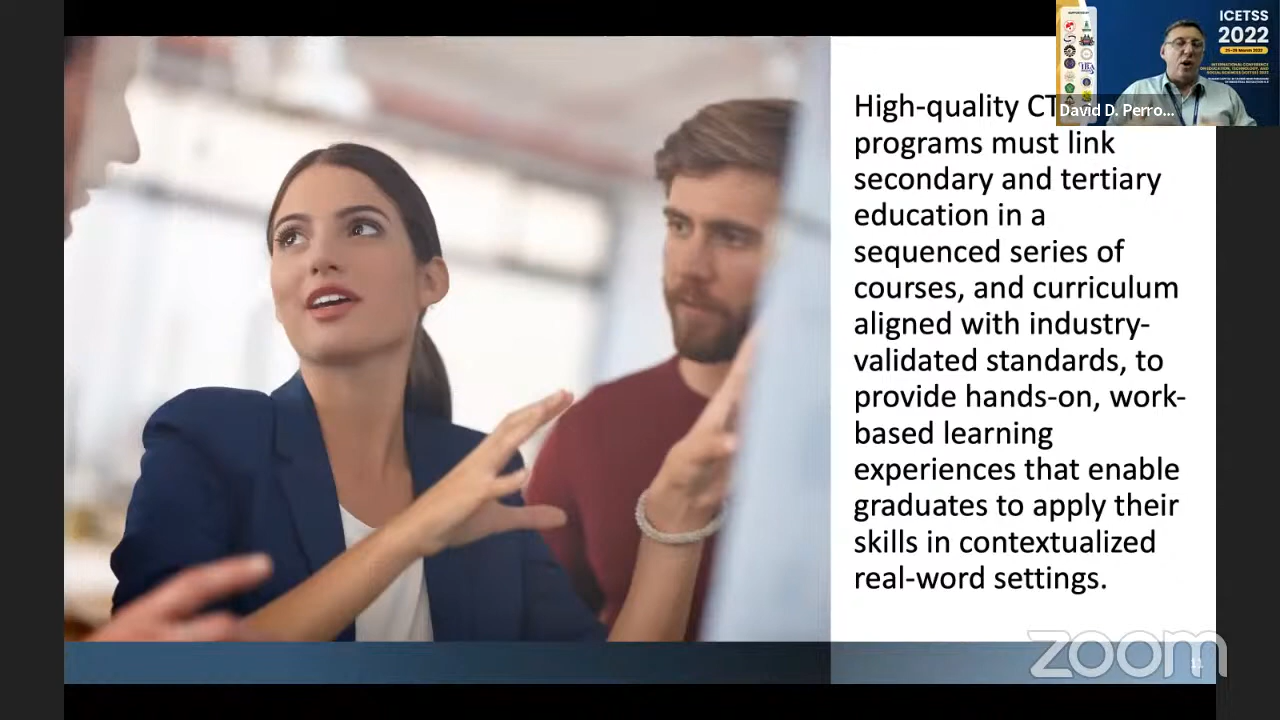 High-quality CT
programs must link
secondary and tertiary
education in a
sequenced series of
courses, and curriculum
aligned with industry-
validated standards, to
provide hands-on, work-
based learning
experiences that enable
graduates to apply their
skills in contextualized
real-word settings.
ICETSS
2022
David D. Perro...
zoom
11